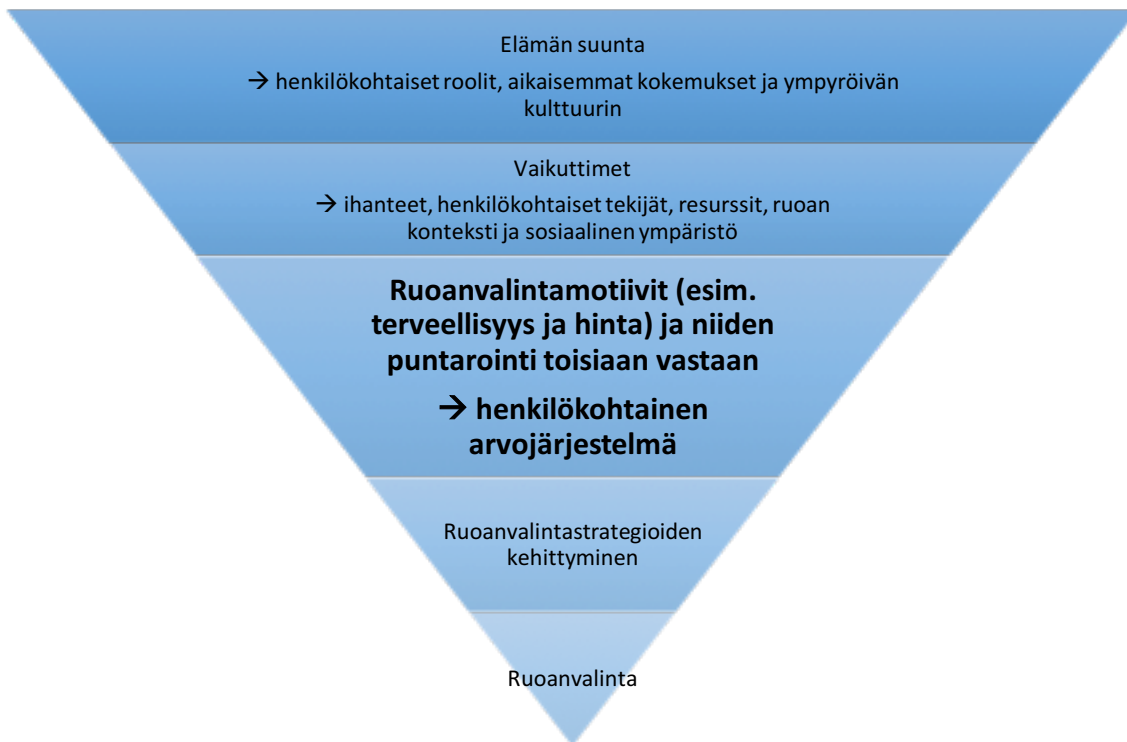 Elämän suunta
→ henkilökohtaiset roolit, aikaisemmat kokemukset ja ympyröivän
kulttuurin
Vaikuttimet
→ ihanteet, henkilökohtaiset tekijät, resurssit, ruoan
konteksti ja sosiaalinen ympäristö
Ruoanvalintamotiivit (esim.
terveellisyys ja hinta) ja niiden
puntarointi toisiaan vastaan
→ henkilökohtainen
arvojärjestelmä
Ruoanvalintastrategioiden
kehittyminen
Ruoanvalinta